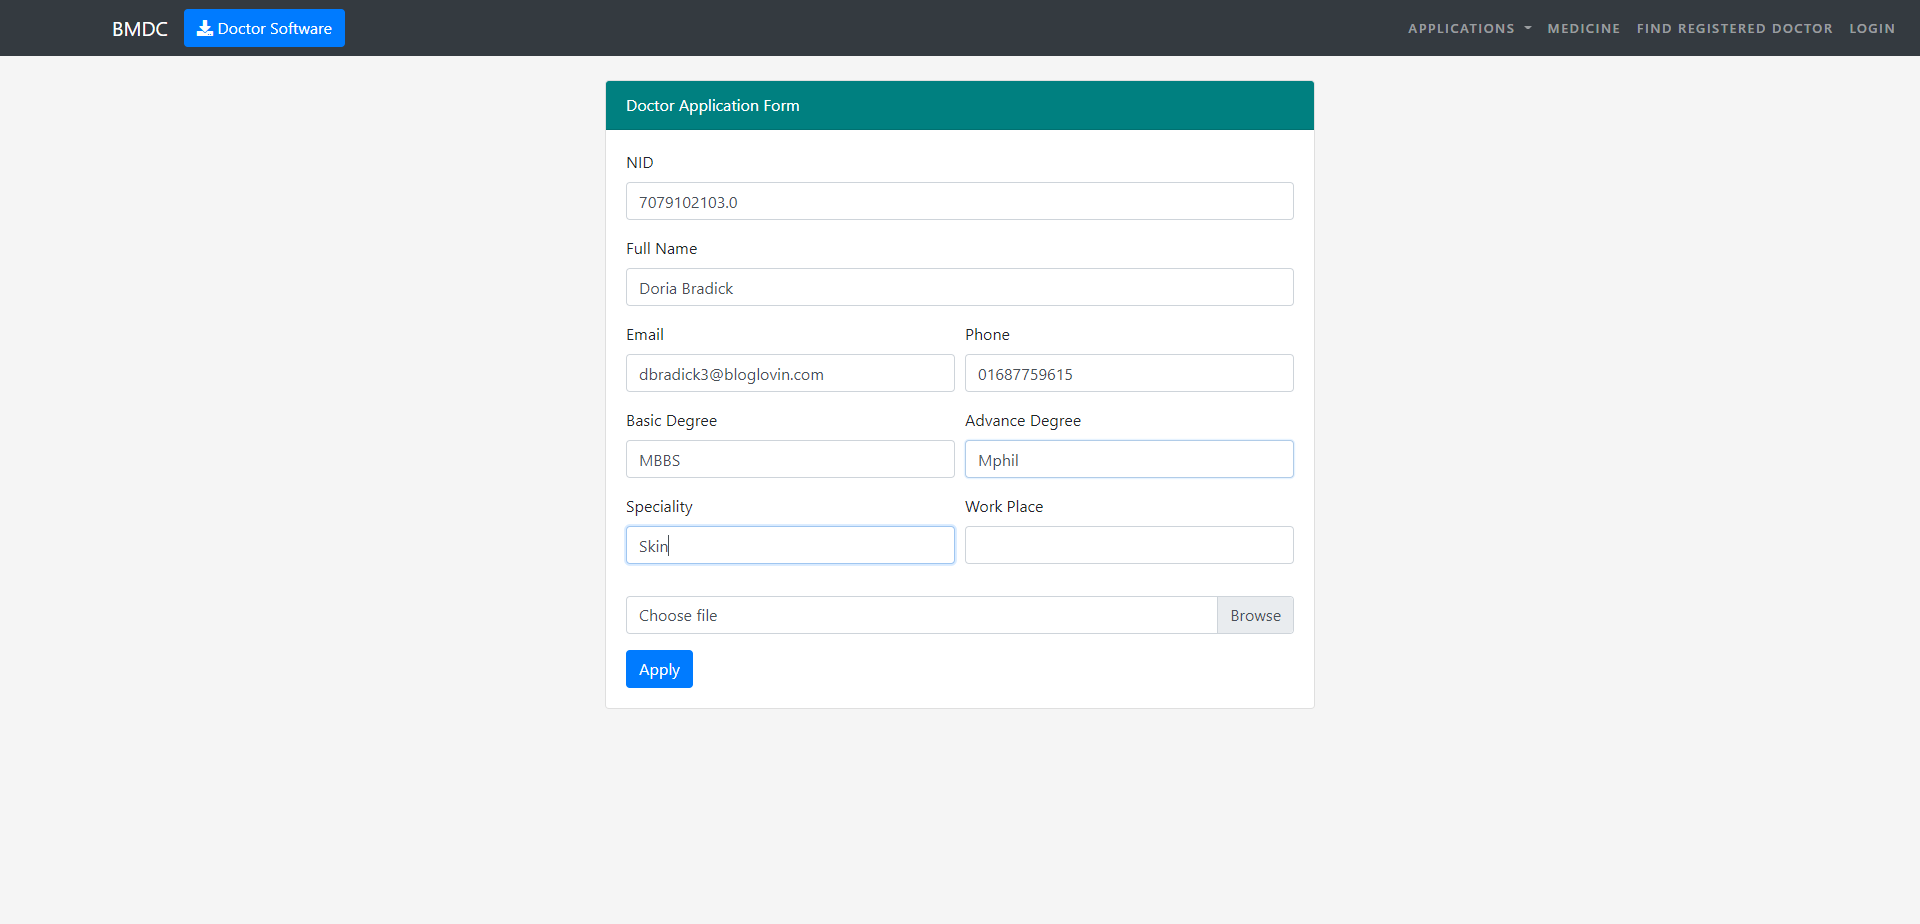 BMDC Doctor Software APPLICATIONS MEDICINE FIND REGISTERED DOCTOR LOGIN
Doctor Application Form
NID
7079102103.0
Full Name
Doria Bradick
Email Phone
dbradick3@bloglovin.com 01687759615
Basic Degree Advance Degree
MBBS Mphil
Speciality Work Place
Skin
Choose file Browse
Apply